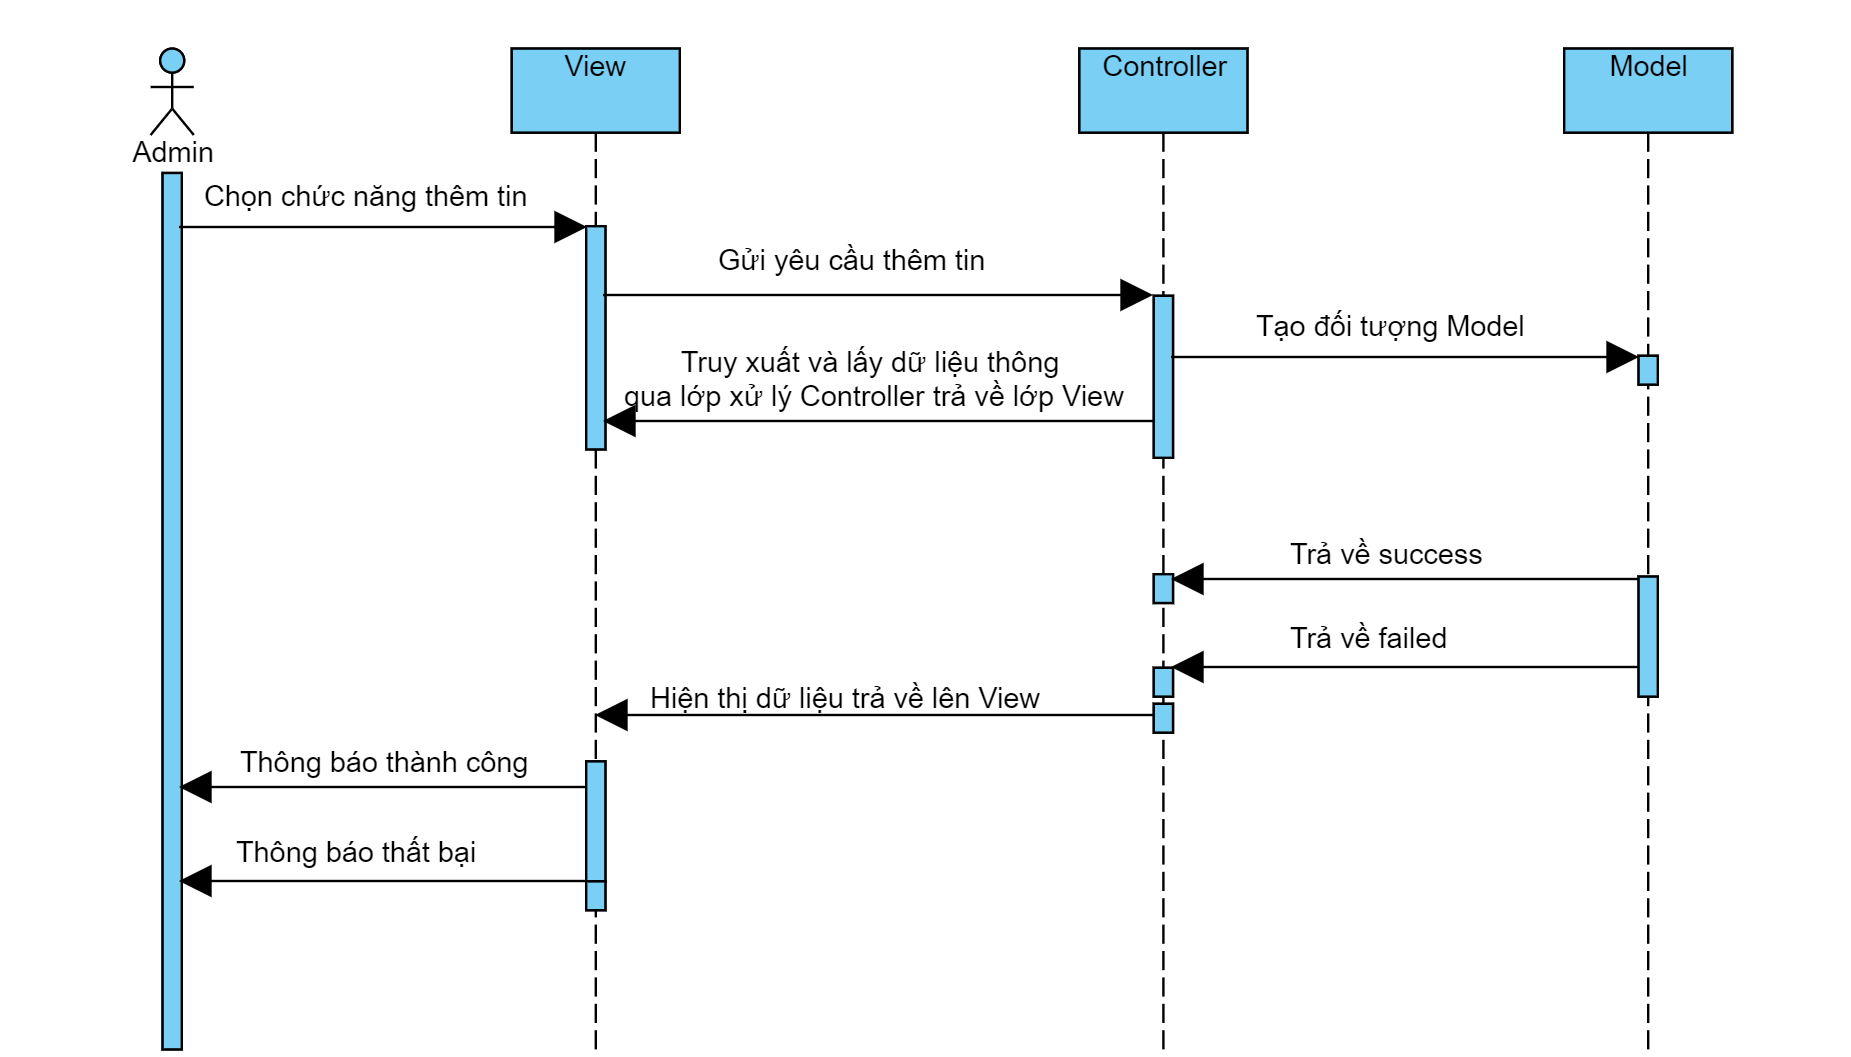 View
Controller
Model
Admin
Chọn chức năng thêm tin
Gửi yêu cầu thêm tin
Tạo đối tượng Model
Truy xuất và lấy dữ liệu thông
qua lớp xử lý Controller trả về lớp View
Trả về success
Trả về failed
Hiện thị dữ liệu trả về lên View
Thông báo thành công
Thông báo thất bại